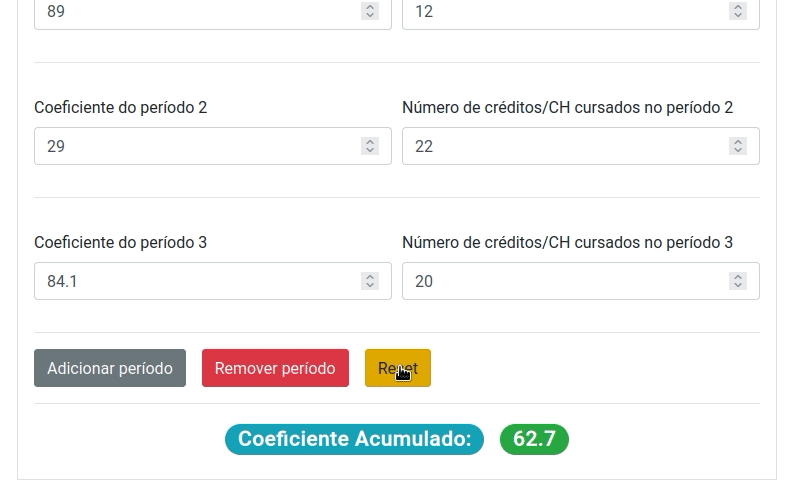 89 12
Coeficiente do período 2 Número de créditos/CH cursados no período 2
29 22
Coeficiente do período 3 Número de créditos/CH cursados no período 3
84.1 20
Adicionar período Remover período Reset
Coeficiente Acumulado: 62.7